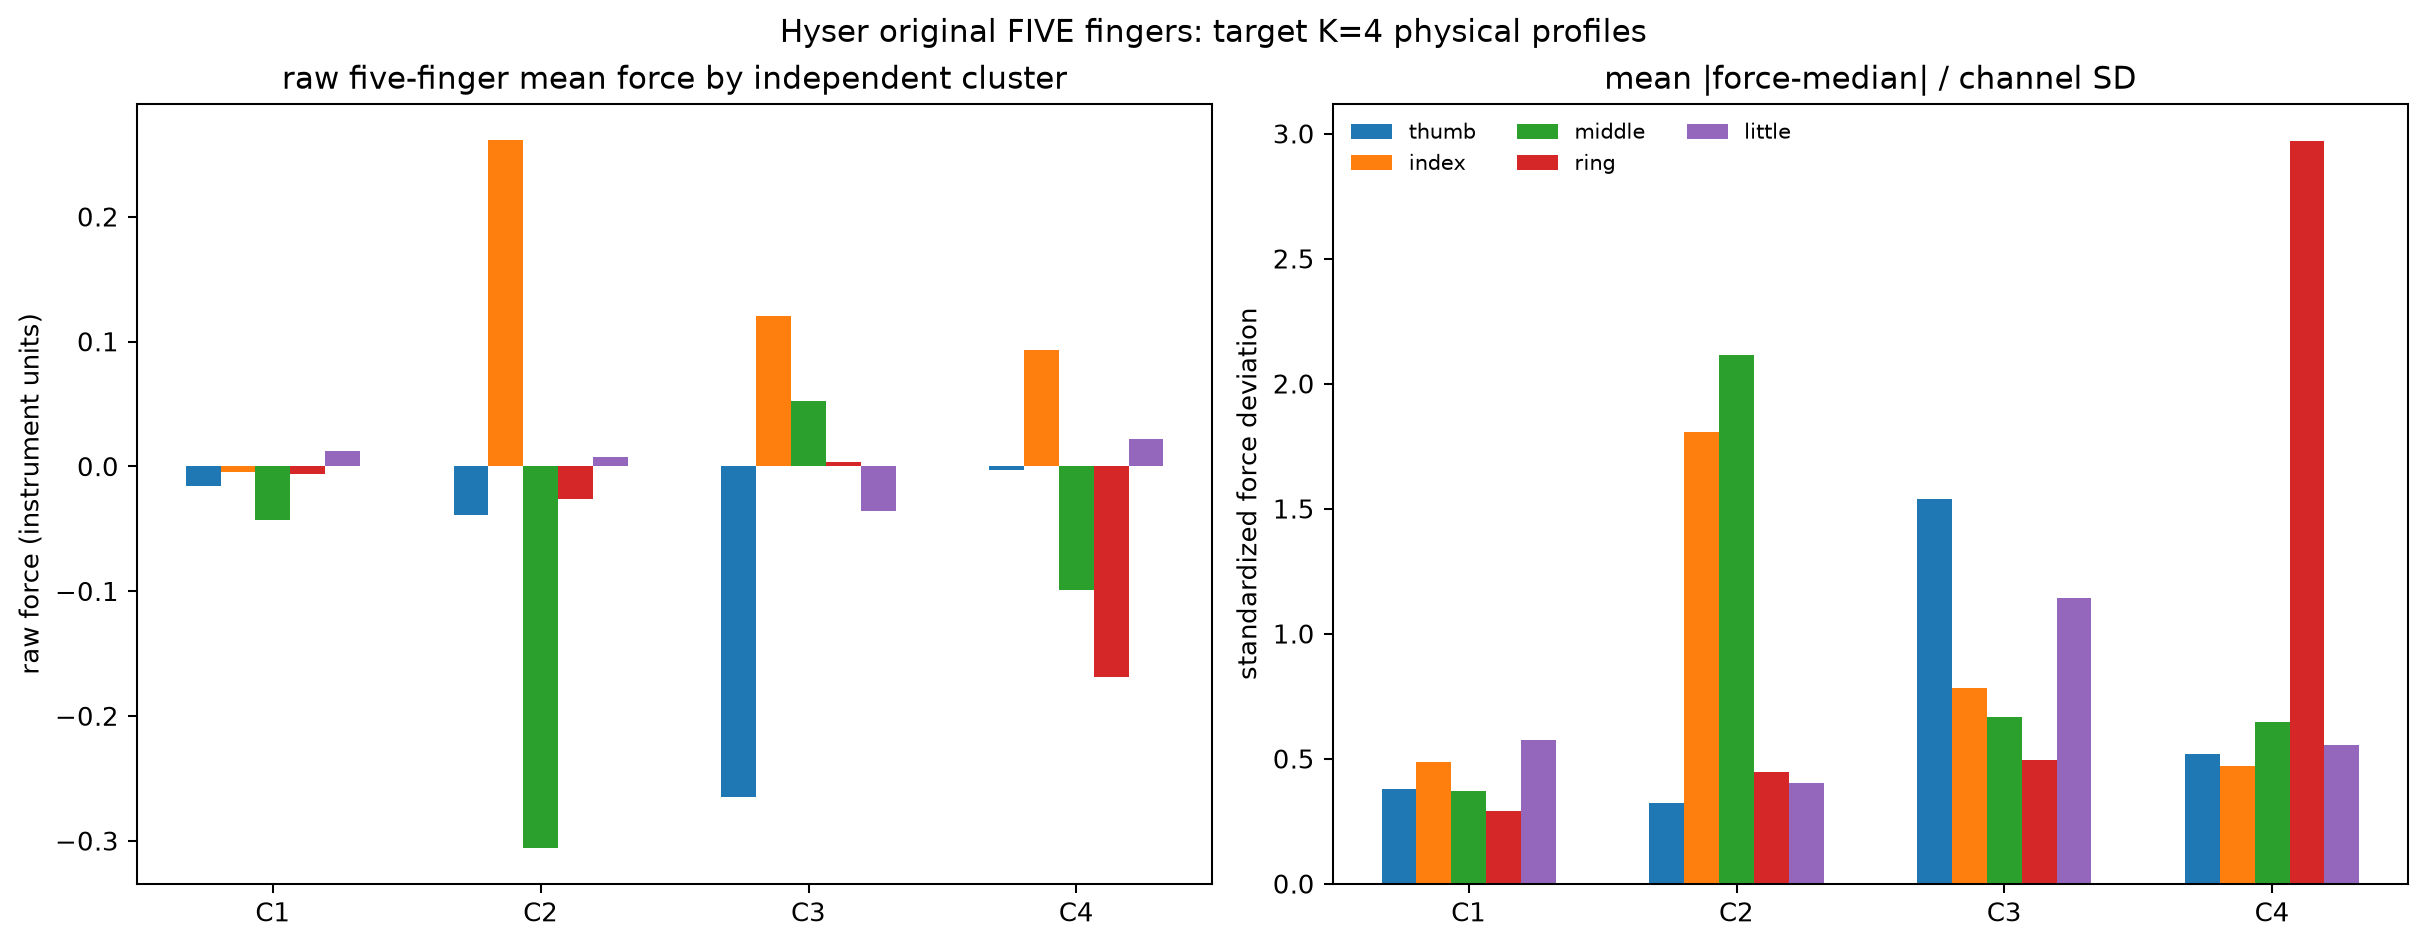 Hyser original FIVE fingers: target K=4 physical profiles
raw five-finger mean force by independent cluster
raw force (instrument units)
0.2
0.1
0.0
−0.1
−0.2
−0.3
C1 C2 C3 C4
mean |force-median| / channel SD
standardized force deviation
3.0
2.5
2.0
1.5
1.0
0.5
0.0
thumb middle little
index ring
C1 C2 C3 C4